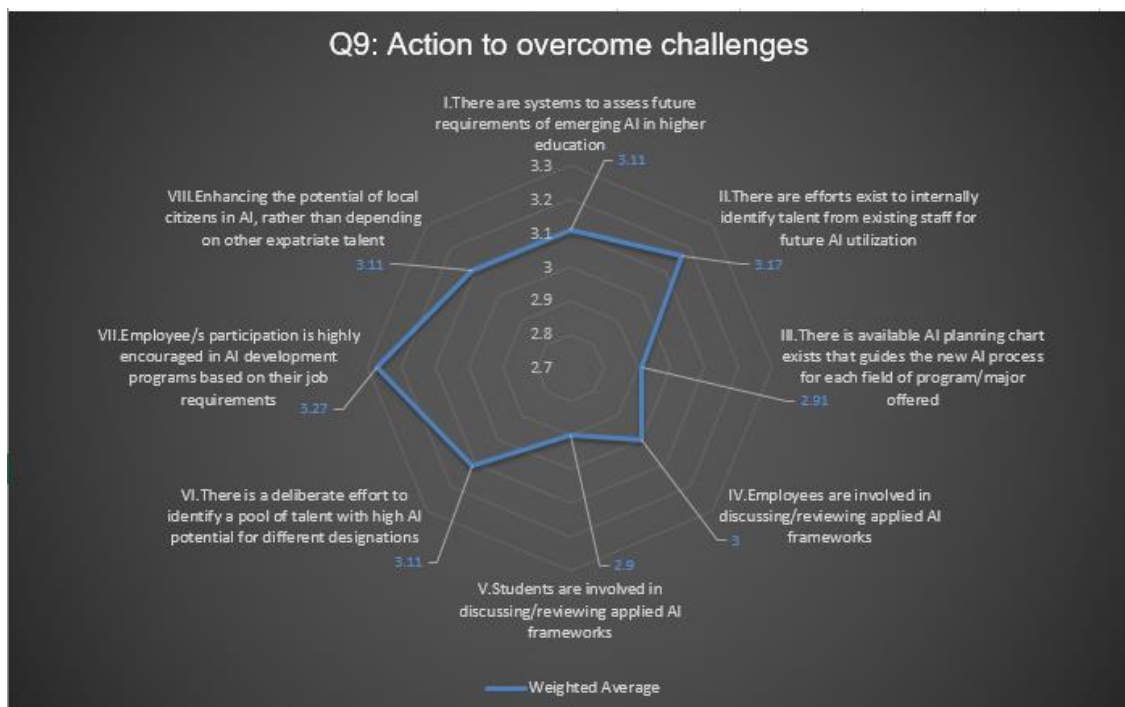 Q9: Action to overcome challenges
I.There are systems to assess future
requirements of emerging AI in higher
education
3.11
II.There are efforts exist to internally
identify talent from existing staff for
future AI utilization
3.17
III.There is available AI planning chart
exists that guides the new AI process
for each field of program/major
offered
2.91
IV.Employees are involved in
discussing/reviewing applied AI
frameworks
3
V.Students are involved in
discussing/reviewing applied AI
frameworks
2.9
VI.There is a deliberate effort to
identify a pool of talent with high AI
potential for different designations
3.11
VII.Employee/s participation is highly
encouraged in AI development
programs based on their job
requirements
3.27
VIII.Enhancing the potential of local
citizens in AI, rather than depending
on other expatriate talent
3.11
3.3
3.2
3.1
3
2.9
2.8
2.7
Weighted Average